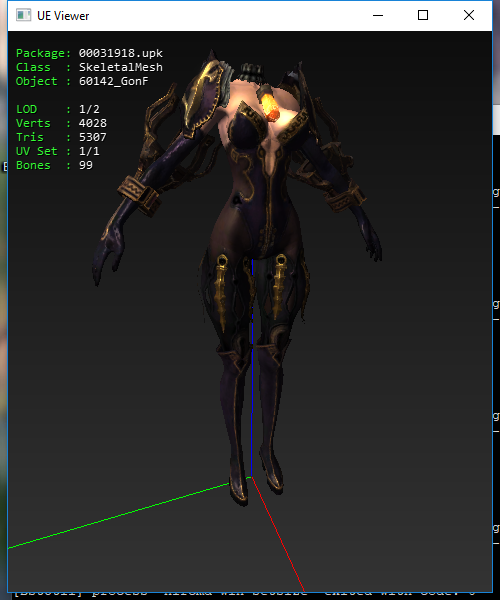 UE Viewer
Package: 00031918.upk
Class  : SkeletalMesh
Object : 60142_GonF
LOD    : 1/2
Verts  : 4028
Tris   : 5307
UV Set : 1/1
Bones  : 99